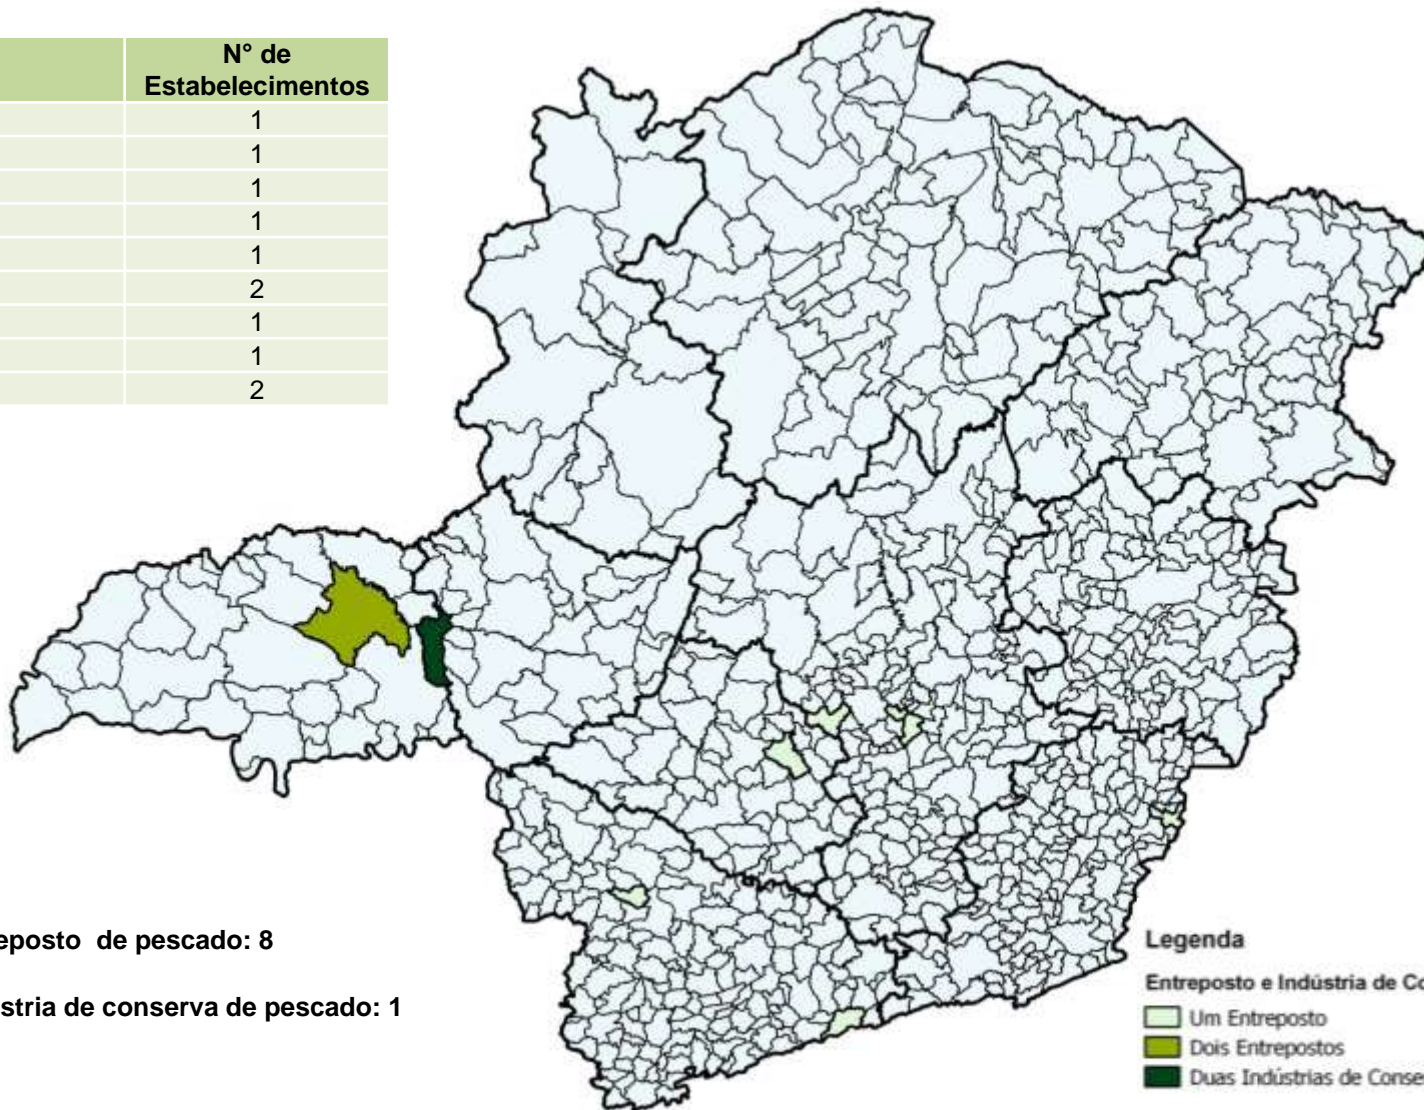 N° de
Estabelecimentos
1
1
1
1
1
2
1
1
2
eposto de pescado: 8
stria de conserva de pescado: 1
Legenda
Entreposto e Indústria de Co
Um Entreposto
Dois Entrepostos
Duas Indústrias de Conse